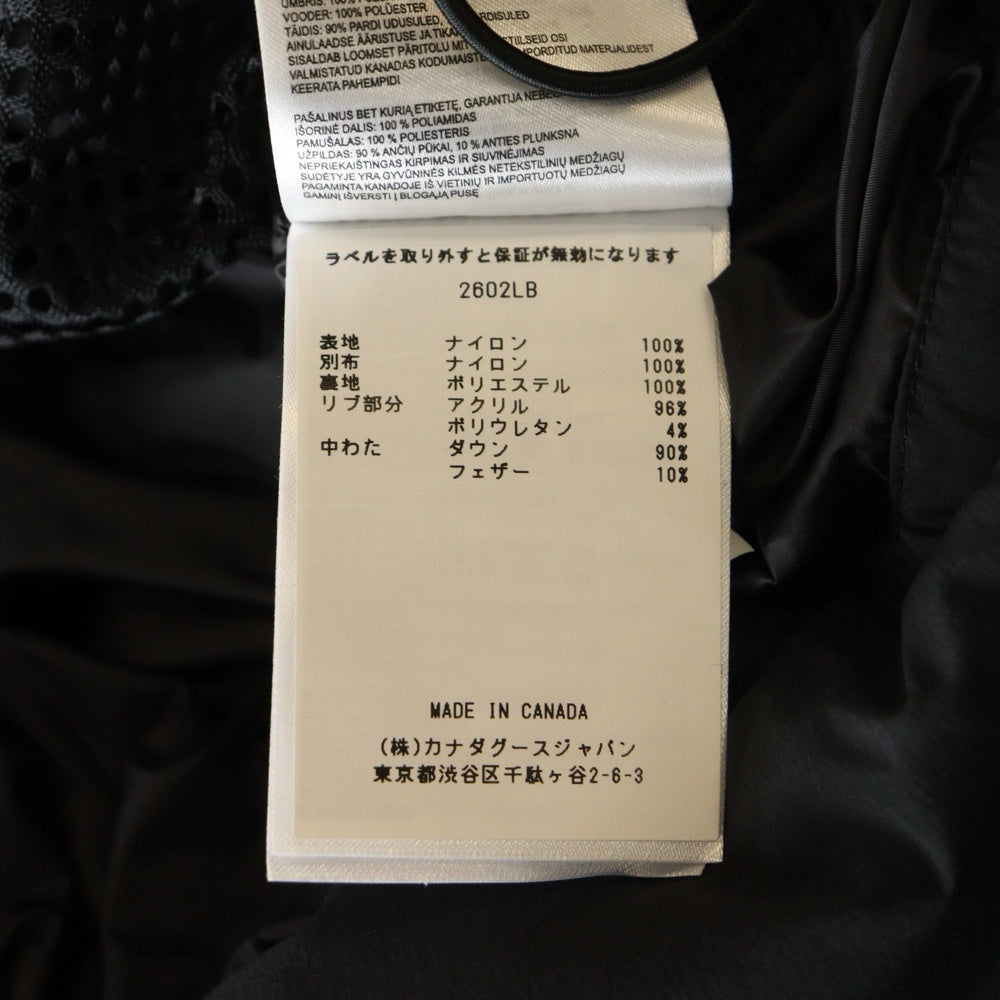 VOODER: 100% POLÜESTER
TÄIDIS: 90% PARDI UDUSULED,
AINULAADSE ÄÄRISTUSE JA
SISALDAB LOOMSET PÄRITOLU IMPORDITUD MATERJALIDEST
VALMISTATUD KANADAS
KEERATA PAHEMPIDI
PAŠALINUS BET KURIĄ ETIKETĘ, GARANTIJA
IŠORINĖ DALIS: 100 % POLIAMIDAS
PAMUŠALAS: 100 % POLIESTERIS
UŽPILDAS: 90 % ANČIŲ PŪKAI, 10 % ANTIES PLUNKSNA
NEPRIEKAIŠTINGAS KIRPIMAS IR SIUVINĖJIMAS
SUDĖTYJE YRA GYVŪNINĖS KILMĖS NETEKSTILINIŲ MEDŽIAGŲ
PAGAMINTA KANADOJE IŠ VIETINIŲ IR IMPORTUOTŲ MEDŽIAGŲ
GAMINĮ IŠVERSTI Į BLOGĄJĄ PUSĘ
ラベルを取り外すと保証が無効になります
2602LB
表地 ナイロン 100%
別布 ナイロン 100%
裏地 ポリエステル 100%
リブ部分 アクリル 96%
ポリウレタン 4%
中わた ダウン 90%
フェザー 10%
MADE IN CANADA
(株)カナダグースジャパン
東京都渋谷区千駄ヶ谷2-6-3